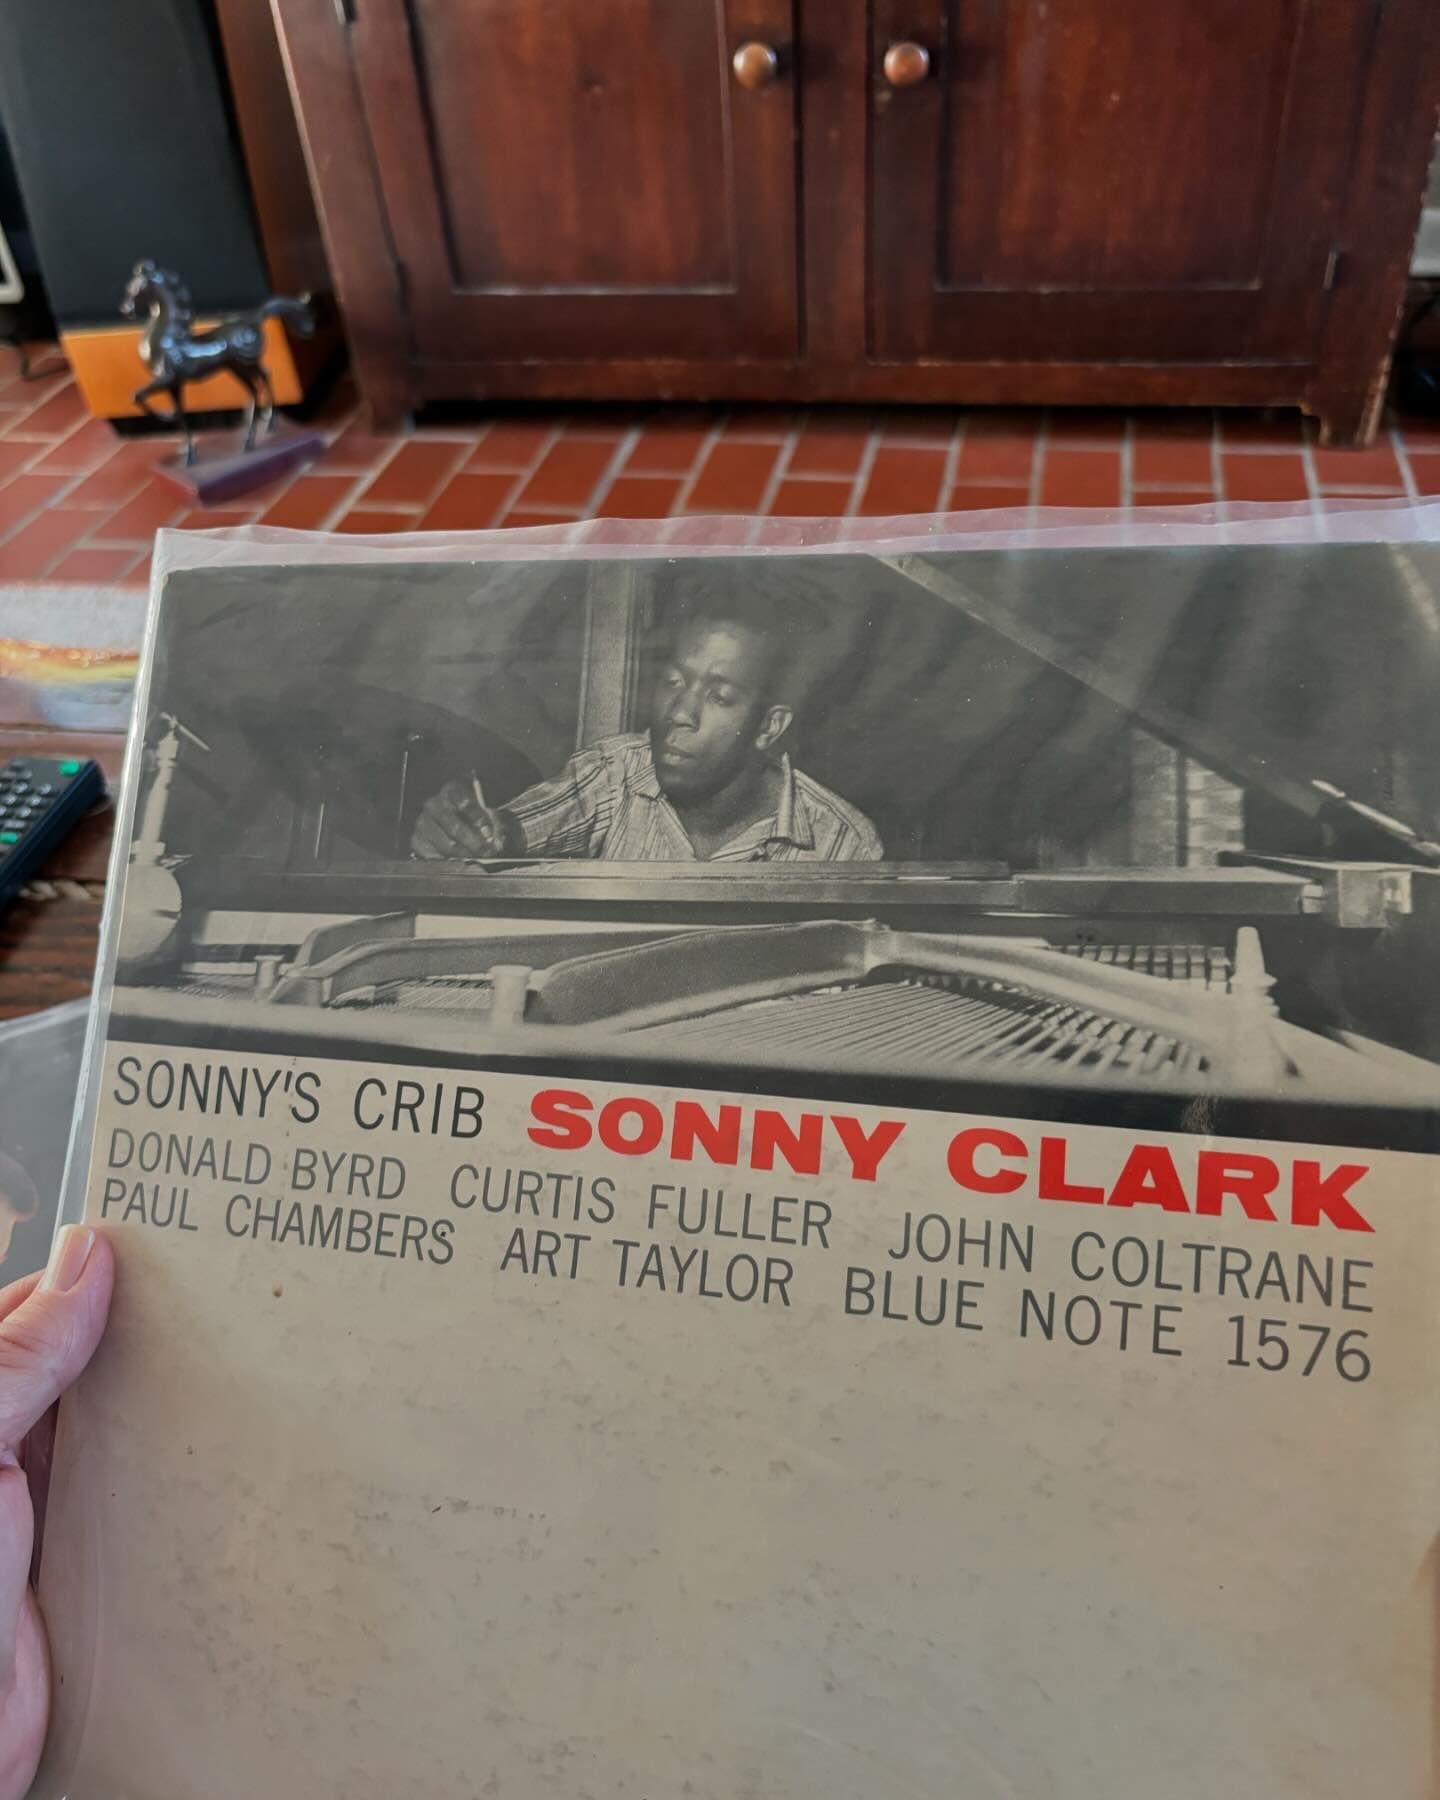 SONNY'S CRIB SONNY CLARK
DONALD BYRD CURTIS FULLER JOHN COLTRANE
PAUL CHAMBERS ART TAYLOR BLUE NOTE 1576